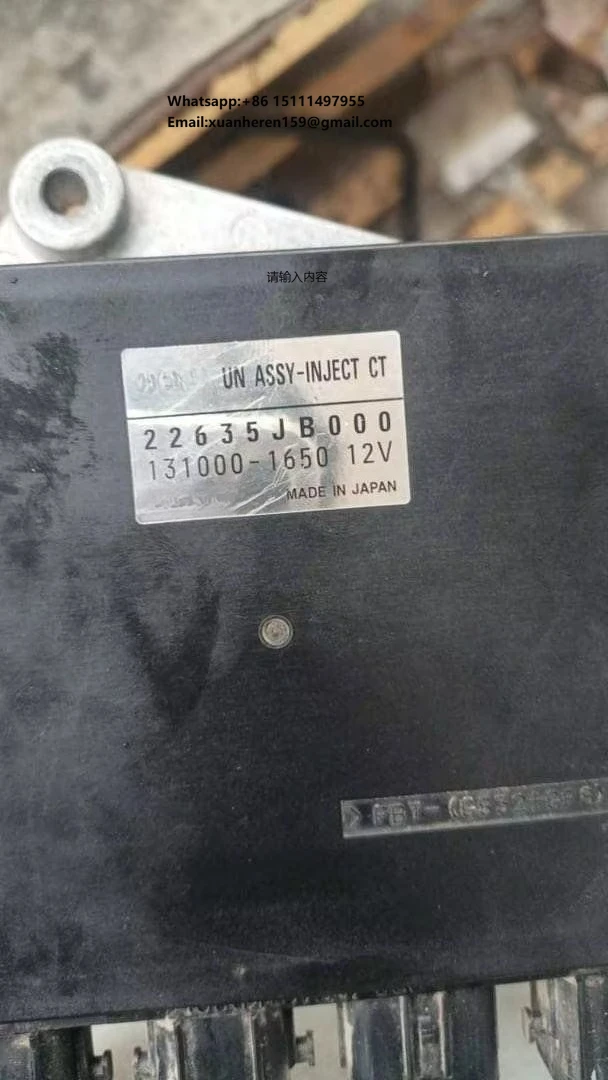 Whatsapp:+86 15111497955
Email:xuanheren159@gmail.com
请输入内容
UN ASSY-INJECT CT
22635JB000
131000-1650 12V
MADE IN JAPAN